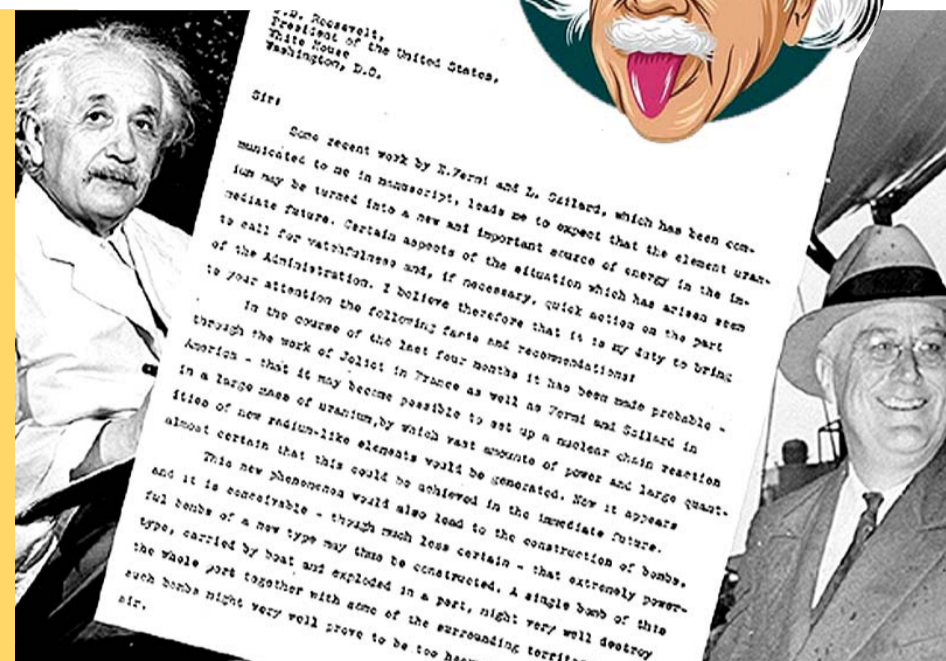 F.D. Roosevelt,
President of the United States,
White House
Washington, D.C.
Sir:
Some recent work by E.Fermi and L. Szilard, which has been com-
municated to me in manuscript, leads me to expect that the element uran-
ium may be turned into a new and important source of energy in the im-
mediate future. Certain aspects of the situation which has arisen seem
to call for watchfulness and, if necessary, quick action on the part
of the Administration. I believe therefore that it is my duty to bring
to your attention the following facts and recommendations:
In the course of the last four months it has been made probable -
through the work of Joliot in France as well as Fermi and Szilard in
America - that it may become possible to set up a nuclear chain reaction
in a large mass of uranium,by which vast amounts of power and large quant-
ities of new radium-like elements would be generated. Now it appears
almost certain that this could be achieved in the immediate future.
This new phenomenon would also lead to the construction of bombs,
and it is conceivable - though much less certain - that extremely power-
ful bombs of a new type may thus be constructed. A single bomb of this
type, carried by boat and exploded in a port, might very well destroy
the whole port together with some of the surrounding
such bombs might very well prove to be too
air.